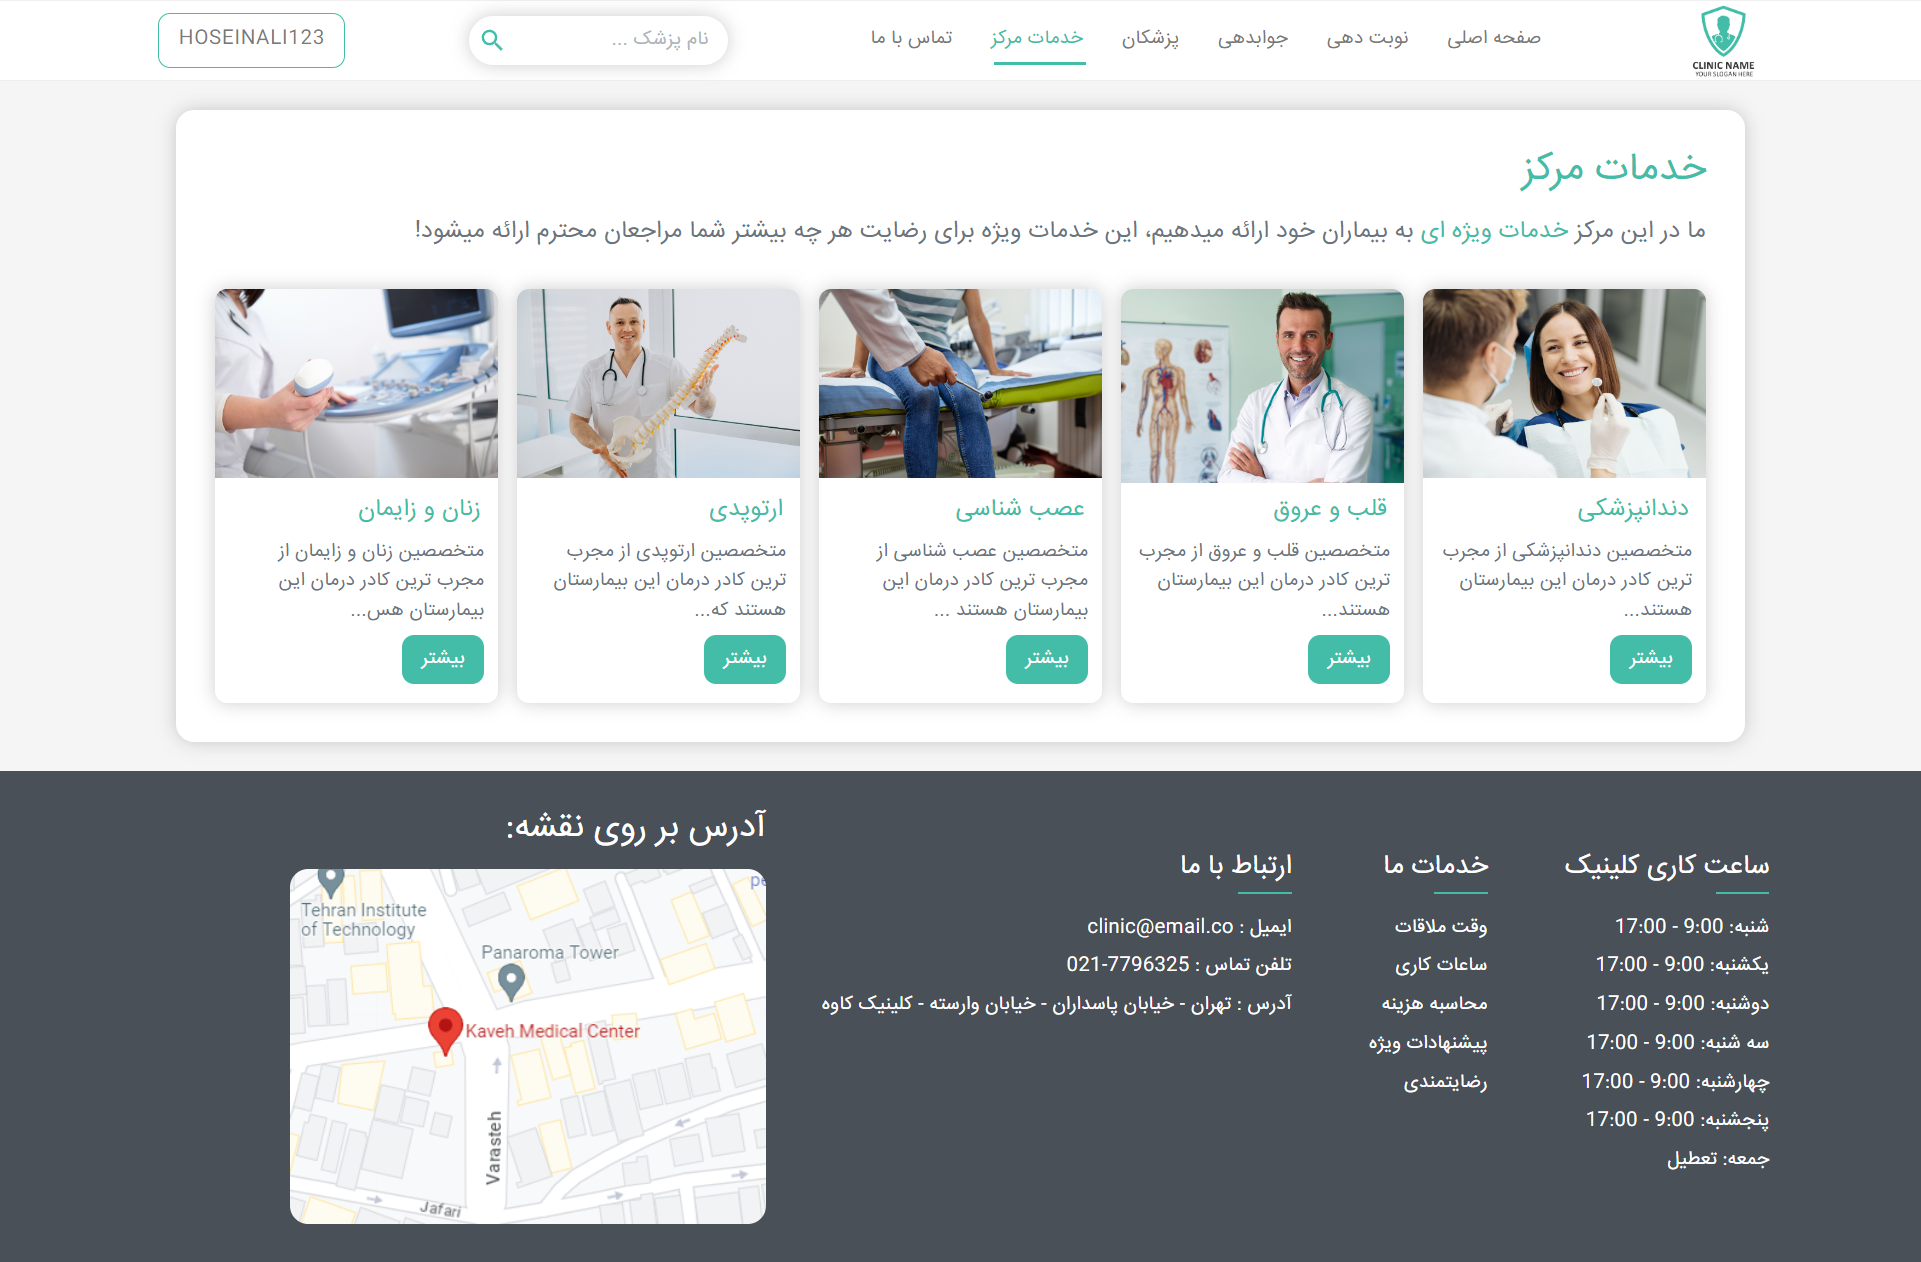 CLINIC NAME
YOUR SLOGAN HERE
صفحه اصلی
نوبت دهی
جوابدهی
پزشکان
خدمات مرکز
تماس با ما
نام پزشک ...
HOSEINALI123
خدمات مرکز
ما در این مرکز خدمات ویژه ای به بیماران خود ارائه میدهیم، این خدمات ویژه برای رضایت هر چه بیشتر شما مراجعان محترم ارائه میشود!
دندانپزشکی
متخصصین دندانپزشکی از مجرب
ترین کادر درمان این بیمارستان
هستند...
بیشتر
قلب و عروق
متخصصین قلب و عروق از مجرب
ترین کادر درمان این بیمارستان
هستند...
بیشتر
عصب شناسی
متخصصین عصب شناسی از
مجرب ترین کادر درمان این
بیمارستان هستند ...
بیشتر
ارتوپدی
متخصصین ارتوپدی از مجرب
ترین کادر درمان این بیمارستان
هستند که...
بیشتر
زنان و زایمان
متخصصین زنان و زایمان از
مجرب ترین کادر درمان این
بیمارستان هس...
بیشتر
ساعت کاری کلینیک
شنبه: 9:00 - 17:00
یکشنبه: 9:00 - 17:00
دوشنبه: 9:00 - 17:00
سه شنبه: 9:00 - 17:00
چهارشنبه: 9:00 - 17:00
پنجشنبه: 9:00 - 17:00
جمعه: تعطیل
خدمات ما
وقت ملاقات
ساعات کاری
محاسبه هزینه
پیشنهادات ویژه
رضایتمندی
ارتباط با ما
ایمیل : clinic@email.co
تلفن تماس : 021-7796325
آدرس : تهران - خیابان پاسداران - خیابان وارسته - کلینیک کاوه
آدرس بر روی نقشه:
Tehran Institute
of Technology
Panaroma Tower
Kaveh Medical Center
Varasteh
Jafari